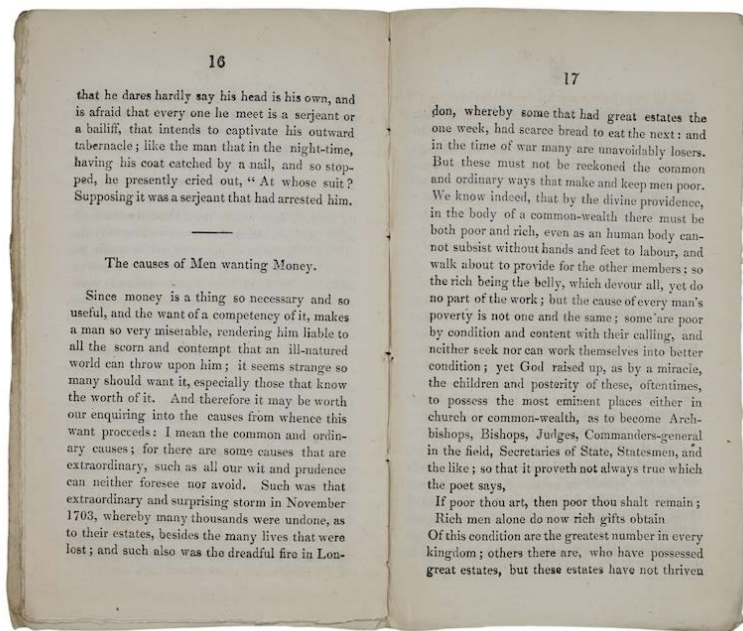 16
that he dares hardly say his head is his own, and
is afraid that every one he meet is a serjeant or
a bailiff, that intends to captivate his outward
tabernacle; like the man that in the night-time,
having his coat catched by a nail, and so stop-
ped, he presently cried out, “ At whose suit?
Supposing it was a serjeant that had arrested him.
The causes of Men wanting Money.
Since money is a thing so necessary and so
useful, and the want of a competency of it, makes
a man so very miserable, rendering him liable to
all the scorn and contempt that an ill-natured
world can throw upon him; it seems strange so
many should want it, especially those that know
the worth of it. And therefore it may be worth
our enquiring into the causes from whence this
want proceeds: I mean the common and ordin-
ary causes; for there are some causes that are
extraordinary, such as all our wit and prudence
can neither foresee nor avoid. Such was that
extraordinary and surprising storm in November
1703, whereby many thousands were undone, as
to their estates, besides the many lives that were
lost; and such also was the dreadful fire in Lon-
17
don, whereby some that had great estates the
one week, had scarce bread to eat the next: and
in the time of war many are unavoidably losers.
But these must not be reckoned the common
and ordinary ways that make and keep men poor.
We know indeed, that by the divine providence,
in the body of a common-wealth there must be
both poor and rich, even as an human body can-
not subsist without hands and feet to labour, and
walk about to provide for the other members; so
the rich being the belly, which devour all, yet do
no part of the work; but the cause of every man's
poverty is not one and the same; some are poor
by condition and content with their calling, and
neither seek nor can work themselves into better
condition; yet God raised up, as by a miracle,
the children and posterity of these, oftentimes,
to possess the most eminent places either in
church or common-wealth, as to become Arch-
bishops, Bishops, Judges, Commanders-general
in the field, Secretaries of State, Statesmen, and
the like; so that it proveth not always true which
the poet says,
If poor thou art, then poor thou shalt remain;
Rich men alone do now rich gifts obtain
Of this condition are the greatest number in every
kingdom; others there are, who have possessed
great estates, but these estates have not thriven